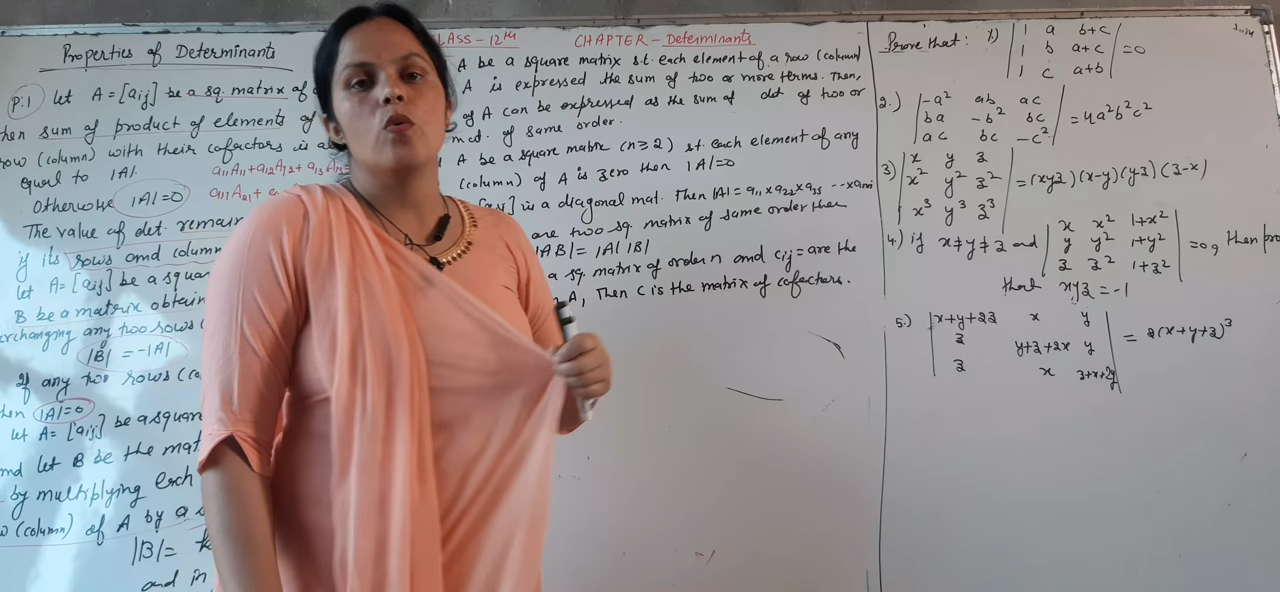 Properties of Determinants
P:1 let A = [aij] be a sq. matrix of
then sum of product of elements of
row (column) with their cofactors is
equal to |A|.
a11A11+a12A12+a13A13=
a11A21+
Otherwise |A|=0
The value of det. remain
if its rows and column
let A=[aij] be a squa
B be a matrix obtain
erchanging any two rows
|B| = -|A|
If any two rows (co
then |A|=0
let A=[aij] be a squar
nd let B be the mat
by multiplying each
w (column) of A by a s
|B|= k
and in
CLASS-12th CHAPTER-Determinants
A be a square matrix s.t. each element of a row (column)
A is expressed the sum of two or more terms. Then,
of A can be expressed as the sum of det of two or
of same order.
A be a square matrix (n≥2) s.t. each element of any
(column) of A is zero then |A|=0
is a diagonal mat. Then |A| = a11×a22×a33 ---×ann
are two sq. matrix of same order then
|AB|=|A| |B|
a sq. matrix of order n and cij = are the
A, Then C is the matrix of cofactors.
Prove that: 1)
1 a b+c
1 b a+c =0
1 c a+b
2.) -a² ab ac
ba -b² bc = 4a²b²c²
ac bc -c²
3) x y z
x² y² z² =(xyz)(x-y)(y-z)(z-x)
x³ y³ z³
4.) if x≠y≠z and
x x² 1+x²
y y² 1+y² =0, then pro
z z² 1+z²
that xyz=-1
5.) x+y+2z x y
z y+z+2x y = 2(x+y+z)³
z x z+x+2y